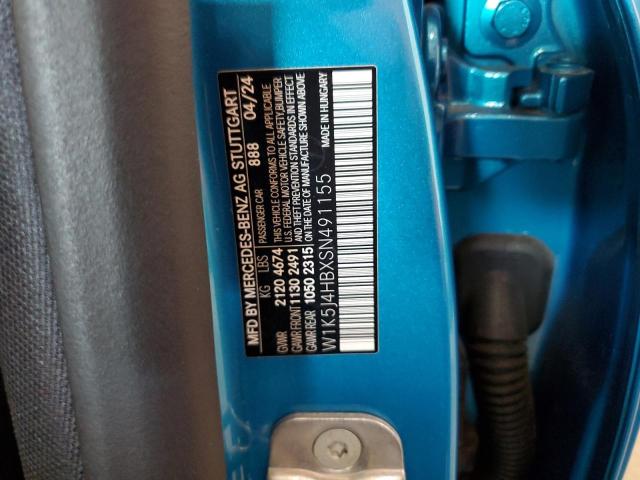 MFD BY MERCEDES-BENZ AG STUTTGART
KG LBS PASSENGER CAR 888 04/24
GVWR 2120 4674 THIS VEHICLE CONFORMS TO ALL APPLICABLE
GAWR FRONT 1130 2491 U.S. FEDERAL MOTOR VEHICLE SAFETY, BUMPER
GAWR REAR 1050 2315 AND THEFT PREVENTION STANDARDS IN EFFECT
ON THE DATE OF MANUFACTURE SHOWN ABOVE
W1K5J4HBXSN491155 MADE IN HUNGARY